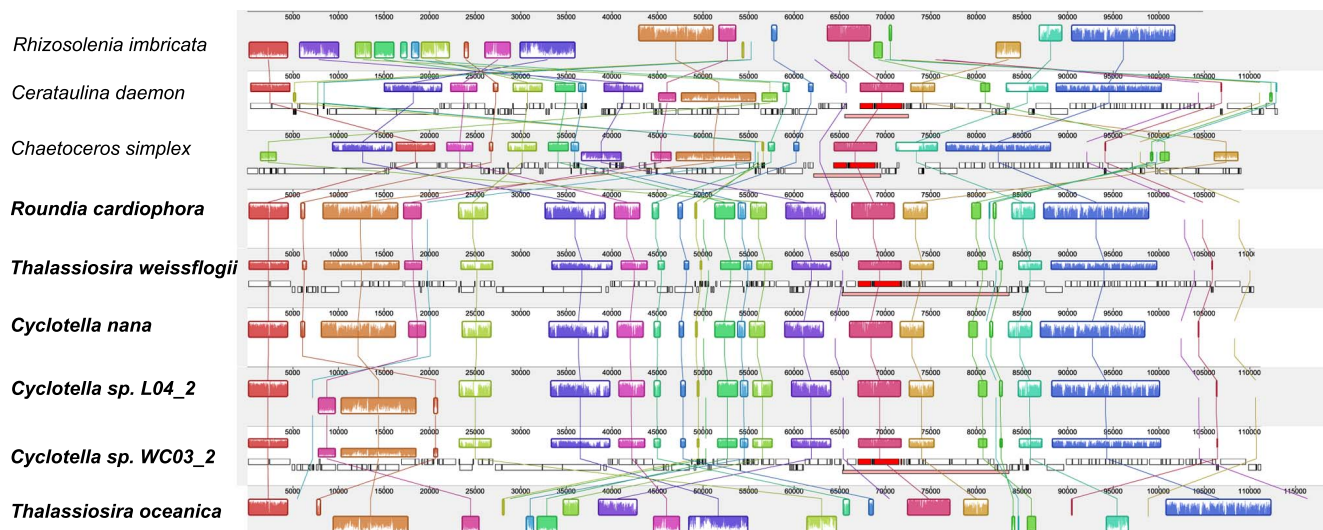 5000 10000 15000 20000 25000 30000 35000 40000 45000 50000 55000 60000 65000 70000 75000 80000 85000 90000 95000 100000
Rhizosolenia imbricata
5000 10000 15000 20000 25000 30000 35000 40000 45000 50000 55000 60000 65000 70000 75000 80000 85000 90000 95000 100000 105000 110000
Cerataulina daemon
5000 10000 15000 20000 25000 30000 35000 40000 45000 50000 55000 60000 65000 70000 75000 80000 85000 90000 95000 100000 105000
Chaetoceros simplex
5000 10000 15000 20000 25000 30000 35000 40000 45000 50000 55000 60000 65000 70000 75000 80000 85000 90000 95000 100000 105000
Roundia cardiophora
5000 10000 15000 20000 25000 30000 35000 40000 45000 50000 55000 60000 65000 70000 75000 80000 85000 90000 95000 100000 105000
Thalassiosira weissflogii
5000 10000 15000 20000 25000 30000 35000 40000 45000 50000 55000 60000 65000 70000 75000 80000 85000 90000 95000 100000 105000
Cyclotella nana
5000 10000 15000 20000 25000 30000 35000 40000 45000 50000 55000 60000 65000 70000 75000 80000 85000 90000 95000 100000 105000 110000
Cyclotella sp. L04_2
5000 10000 15000 20000 25000 30000 35000 40000 45000 50000 55000 60000 65000 70000 75000 80000 85000 90000 95000 100000 105000 110000
Cyclotella sp. WC03_2
5000 10000 15000 20000 25000 30000 35000 40000 45000 50000 55000 60000 65000 70000 75000 80000 85000 90000 95000 100000 105000 110000 115000
Thalassiosira oceanica